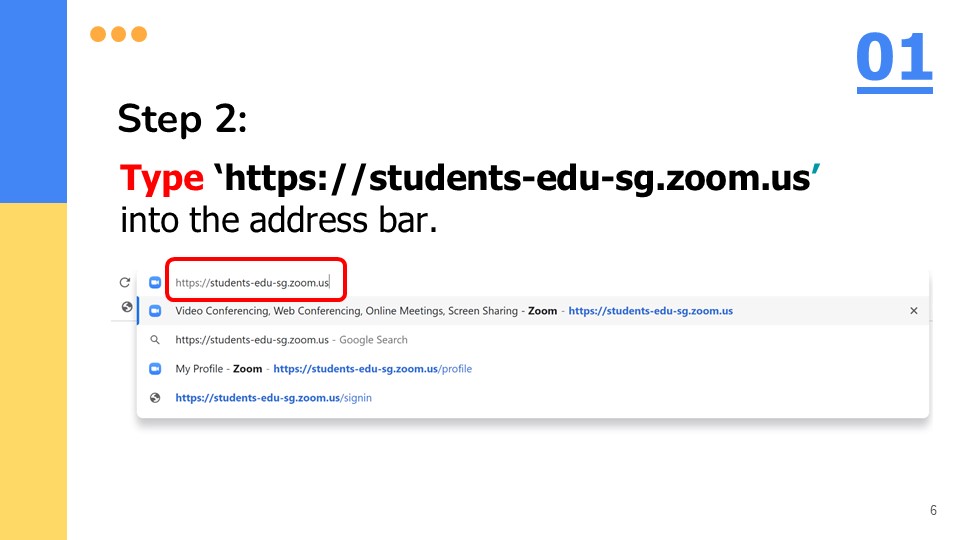 01
Step 2:
Type ‘https://students-edu-sg.zoom.us’
into the address bar.
https://students-edu-sg.zoom.us
Video Conferencing, Web Conferencing, Online Meetings, Screen Sharing - Zoom - https://students-edu-sg.zoom.us
https://students-edu-sg.zoom.us - Google Search
My Profile - Zoom - https://students-edu-sg.zoom.us/profile
https://students-edu-sg.zoom.us/signin
6